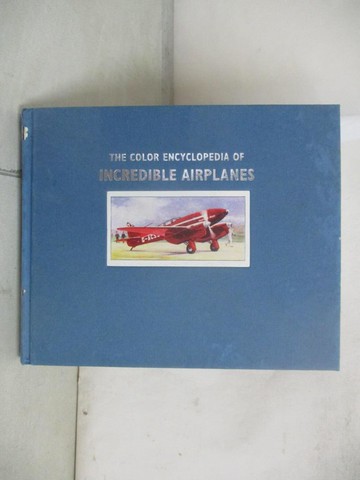 THE COLOR ENCYCLOPEDIA OF
INCREDIBLE AIRPLANES